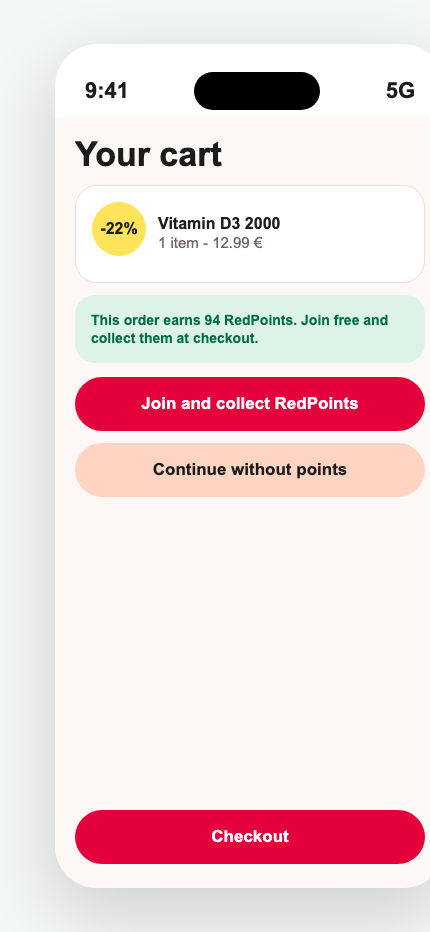 9:41
5G
Your cart
-22%
Vitamin D3 2000
1 item - 12.99 €
This order earns 94 RedPoints. Join free and
collect them at checkout.
Join and collect RedPoints
Continue without points
Checkout